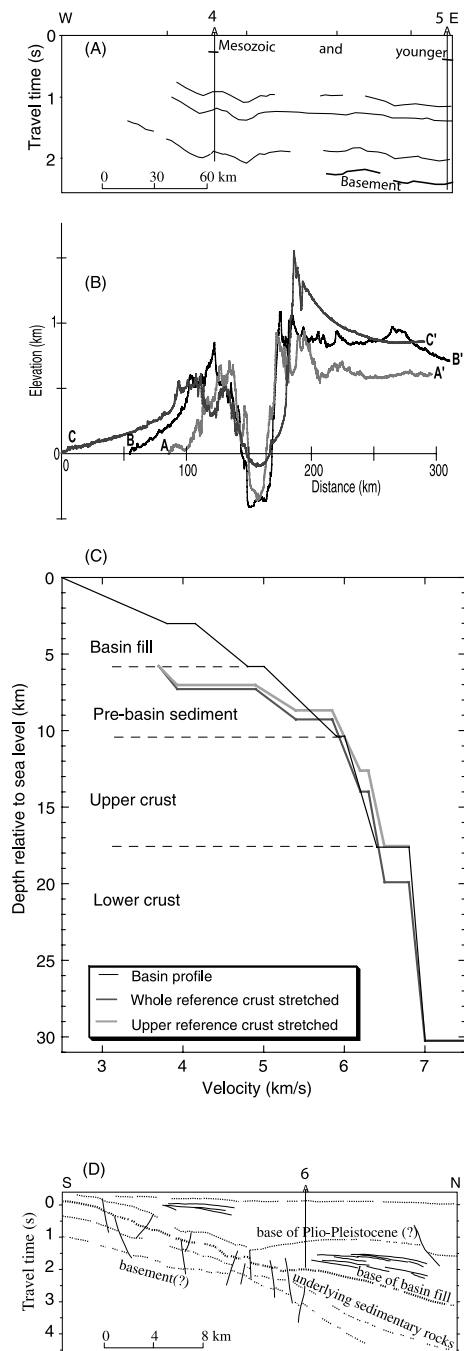 W 4 5 E
(A)
Mesozoic and younger
Travel time (s)
0
1
2
0 30 60 km
Basement
(B)
Elevation (km)
1
0
C B A
C'
B'
A'
0 100 200 300
Distance (km)
(C)
Depth relative to sea level (km)
0
5
10
15
20
25
30
Basin fill
Pre-basin sediment
Upper crust
Lower crust
Basin profile
Whole reference crust stretched
Upper reference crust stretched
3 4 5 6 7
Velocity (km/s)
(D)
S 6 N
Travel time (s)
0
1
2
3
4
base of Plio-Pleistocene (?)
basement(?)
base of basin fill
underlying sedimentary rocks
0 4 8 km